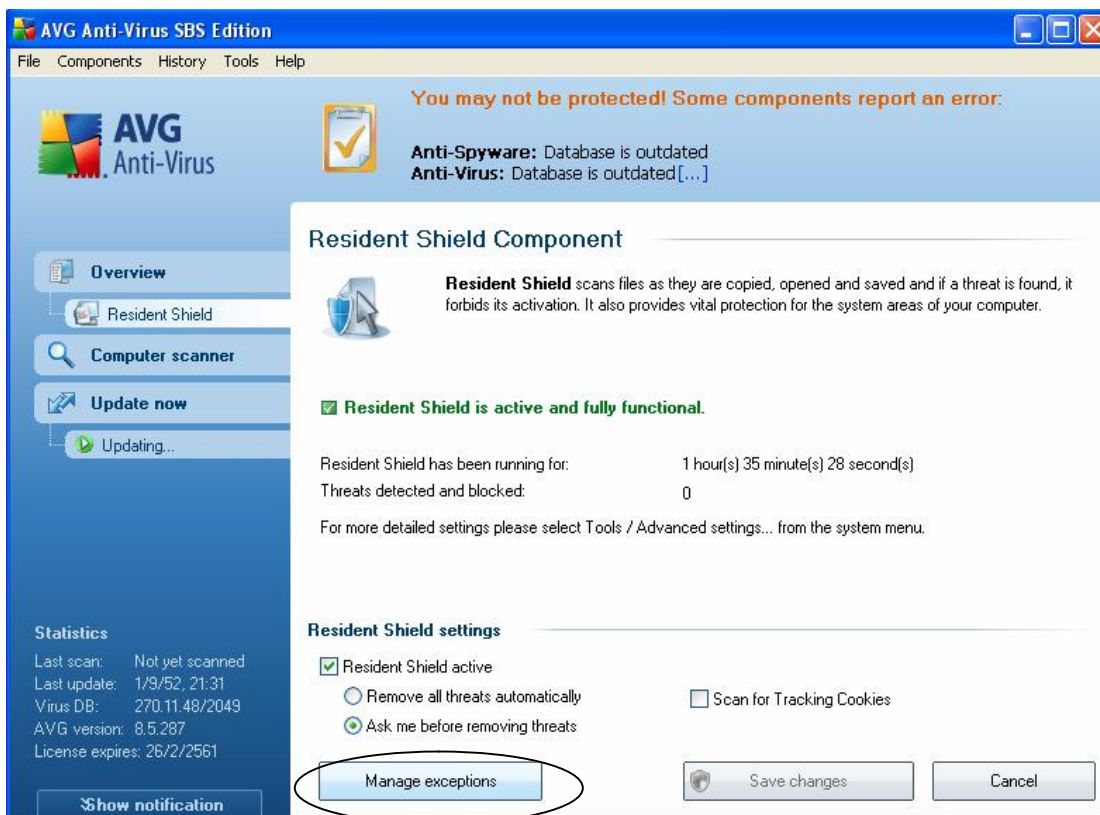 AVG Anti-Virus SBS Edition
File Components History Tools Help
You may not be protected! Some components report an error:
AVG
Anti-Virus
Anti-Spyware: Database is outdated
Anti-Virus: Database is outdated[...]
Resident Shield Component
Overview
Resident Shield
Computer scanner
Update now
Updating...
Resident Shield scans files as they are copied, opened and saved and if a threat is found, it
forbids its activation. It also provides vital protection for the system areas of your computer.
Resident Shield is active and fully functional.
Resident Shield has been running for: 1 hour(s) 35 minute(s) 28 second(s)
Threats detected and blocked: 0
For more detailed settings please select Tools / Advanced settings... from the system menu.
Statistics
Last scan: Not yet scanned
Last update: 1/9/52, 21:31
Virus DB: 270.11.48/2049
AVG version: 8.5.287
License expires: 26/2/2561
Show notification
Resident Shield settings
Resident Shield active
Remove all threats automatically
Scan for Tracking Cookies
Ask me before removing threats
Manage exceptions
Save changes
Cancel